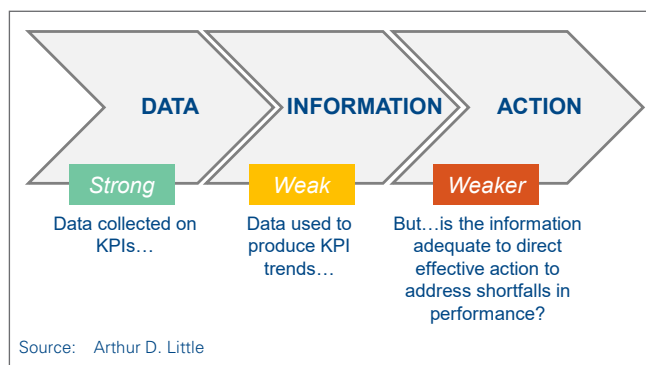 DATA
INFORMATION
ACTION
Strong
Weak
Weaker
Data collected on
KPIs…
Data used to
produce KPI
trends…
But…is the information
adequate to direct
effective action to
address shortfalls in
performance?
Source: Arthur D. Little